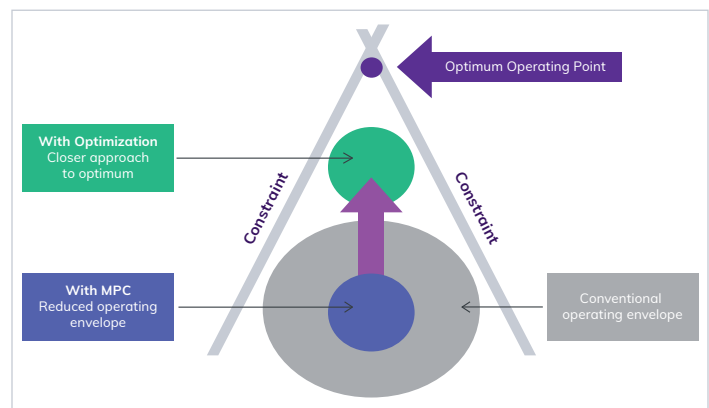 Optimum Operating Point
With Optimization
Closer approach
to optimum
Constraint
Constraint
With MPC
Reduced operating
envelope
Conventional
operating envelope